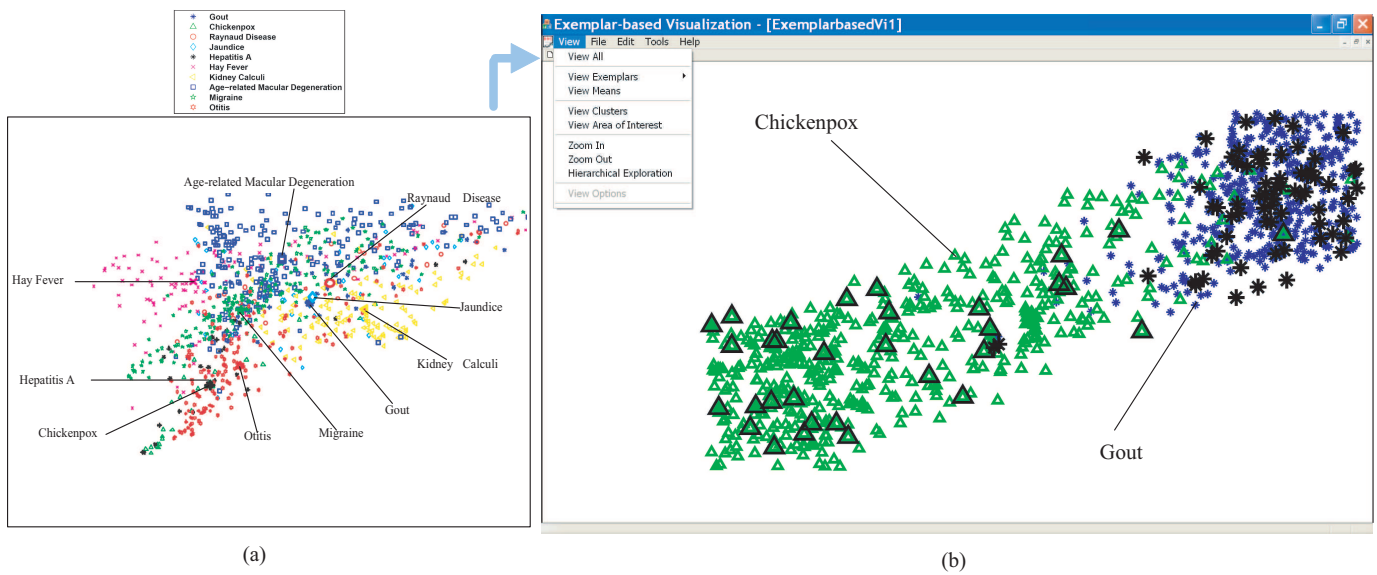 Gout
Chickenpox
Raynaud Disease
Jaundice
Hepatitis A
Hay Fever
Kidney Calculi
Age-related Macular Degeneration
Migraine
Otitis
Age-related Macular Degeneration
Raynaud Disease
Hay Fever
Jaundice
Kidney Calculi
Hepatitis A
Gout
Chickenpox
Otitis
Migraine
(a)
Exemplar-based Visualization - [ExemplarbasedVi1]
View File Edit Tools Help
View All
View Exemplars
View Means
View Clusters
View Area of Interest
Zoom In
Zoom Out
Hierarchical Exploration
View Options
Chickenpox
Gout
(b)